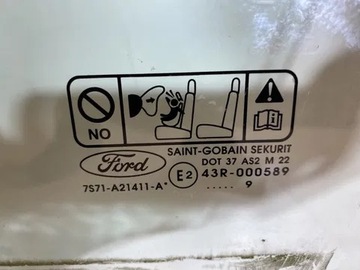 NO
Ford
SAINT-GOBAIN SEKURIT
DOT 37 AS2 M 22
E2 43R-000589
7S71-A21411-A*
..... 9